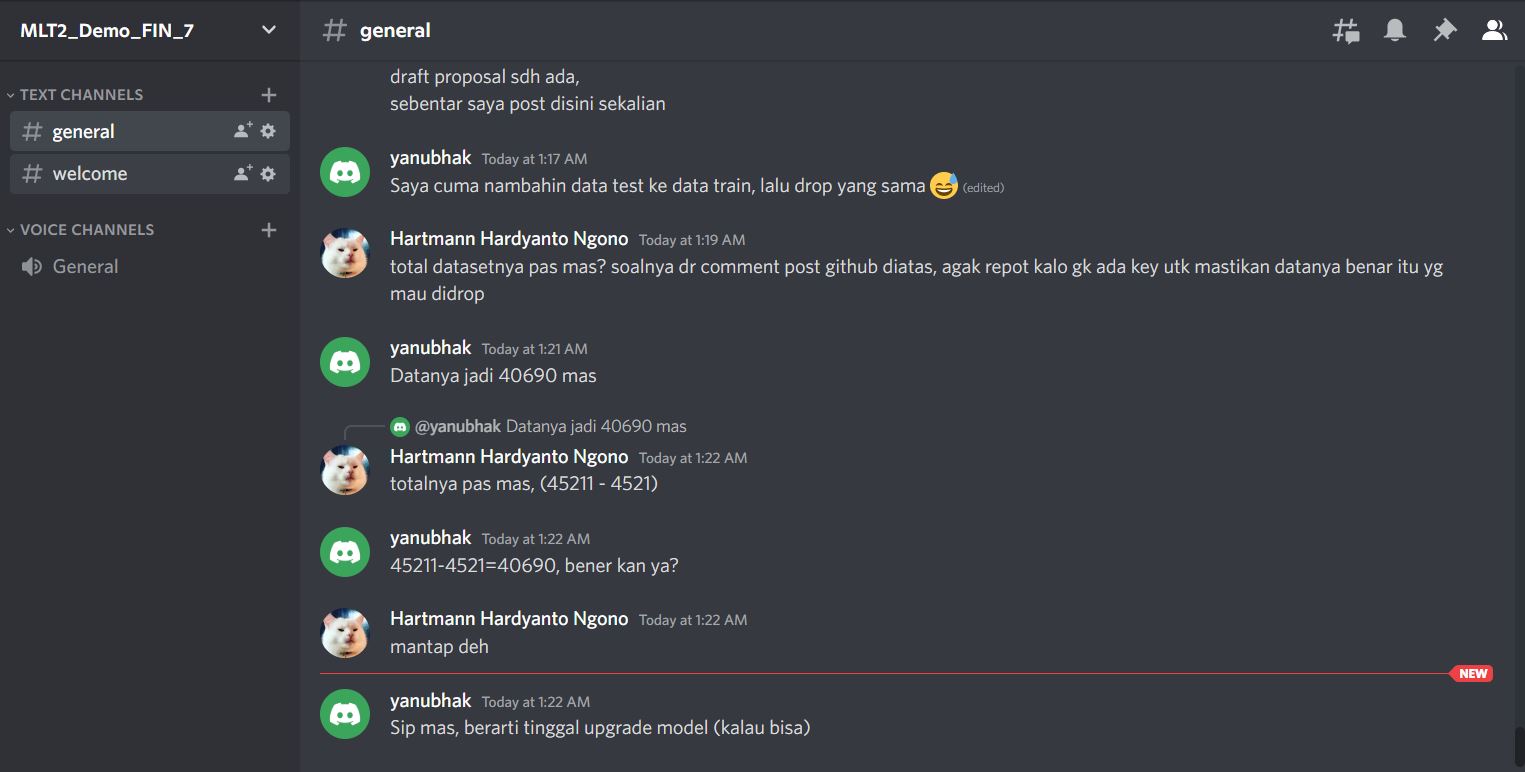 MLT2_Demo_FIN_7
TEXT CHANNELS
general
welcome
VOICE CHANNELS
General
general
draft proposal sdh ada,
sebentar saya post disini sekalian
yanubhak Today at 1:17 AM
Saya cuma nambahin data test ke data train, lalu drop yang sama 😅 (edited)
Hartmann Hardyanto Ngono Today at 1:19 AM
total datasetnya pas mas? soalnya dr comment post github diatas, agak repot kalo gk ada key utk mastikan datanya benar itu yg
mau didrop
yanubhak Today at 1:21 AM
Datanya jadi 40690 mas
@yanubhak Datanya jadi 40690 mas
Hartmann Hardyanto Ngono Today at 1:22 AM
totalnya pas mas, (45211 - 4521)
yanubhak Today at 1:22 AM
45211-4521=40690, bener kan ya?
Hartmann Hardyanto Ngono Today at 1:22 AM
mantap deh
NEW
yanubhak Today at 1:22 AM
Sip mas, berarti tinggal upgrade model (kalau bisa)